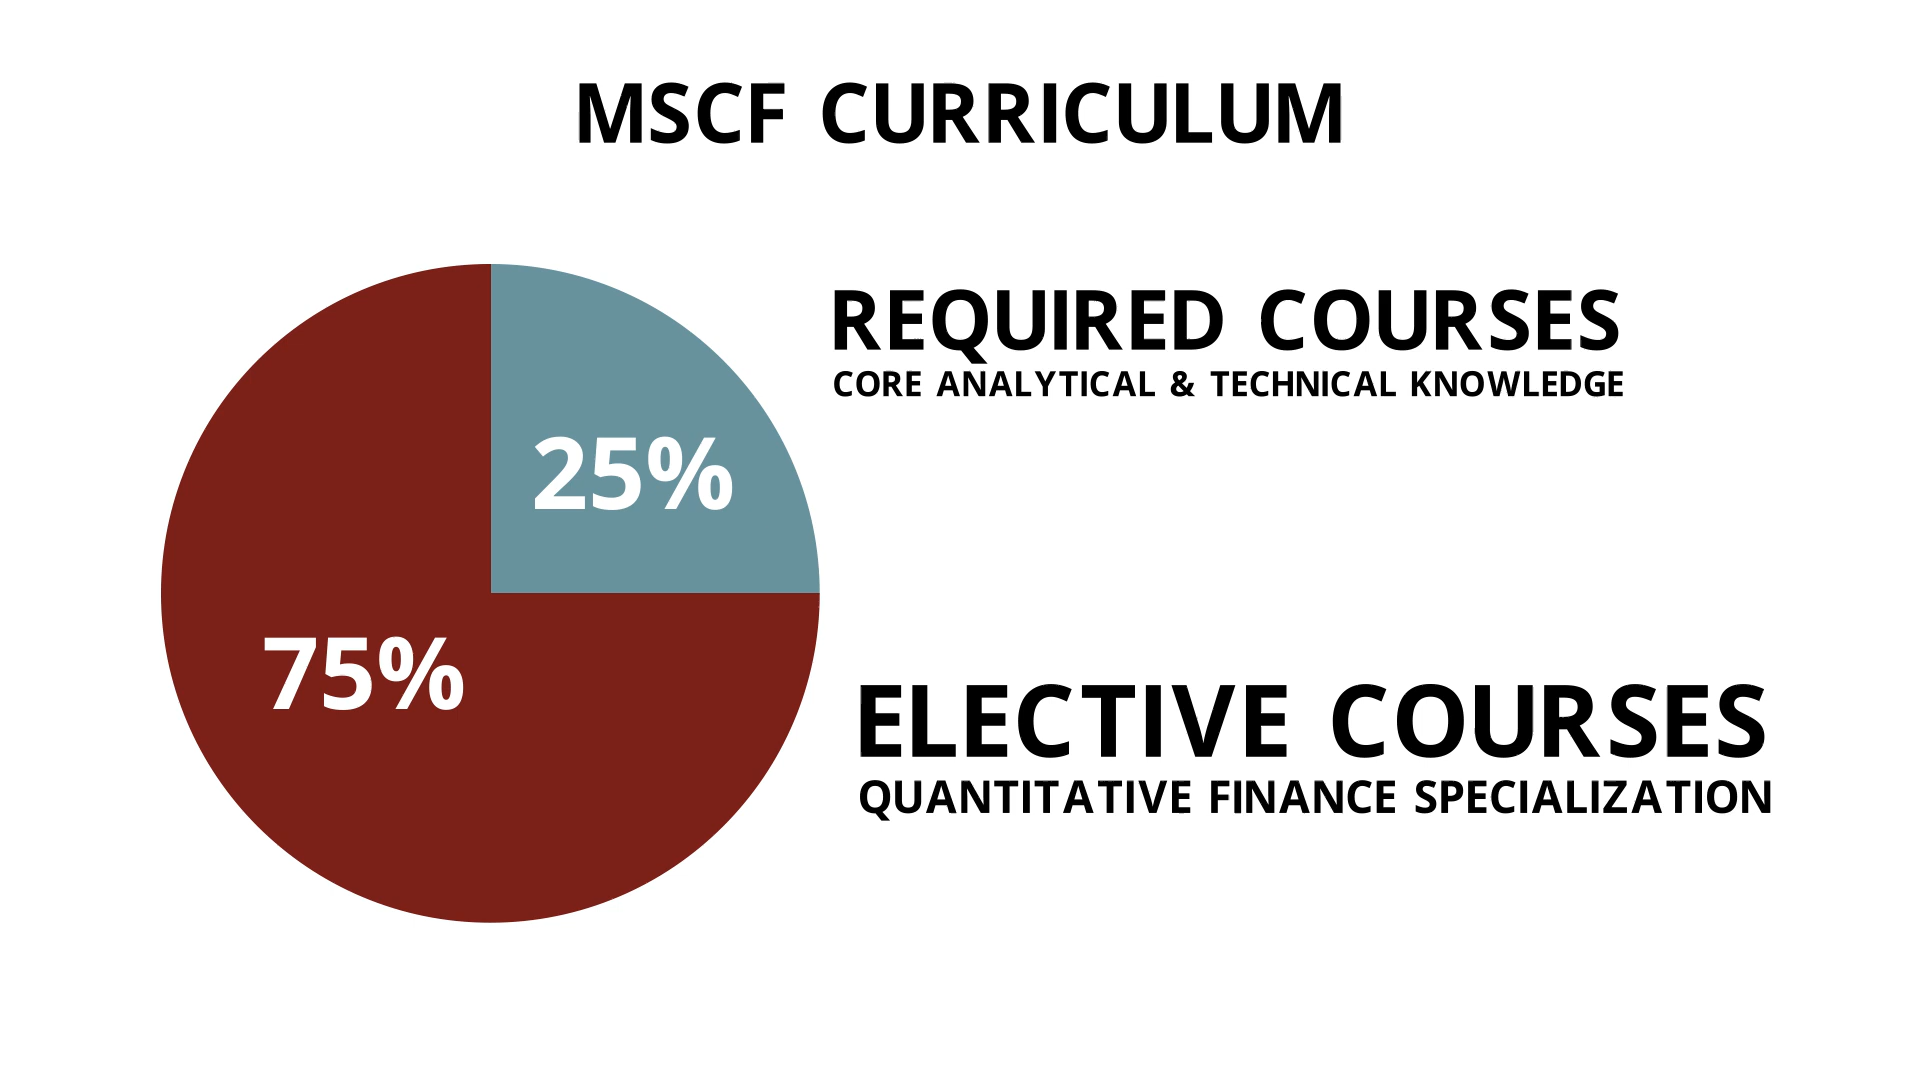 MSCF CURRICULUM
REQUIRED COURSES
CORE ANALYTICAL & TECHNICAL KNOWLEDGE
25%
75%
ELECTIVE COURSES
QUANTITATIVE FINANCE SPECIALIZATION